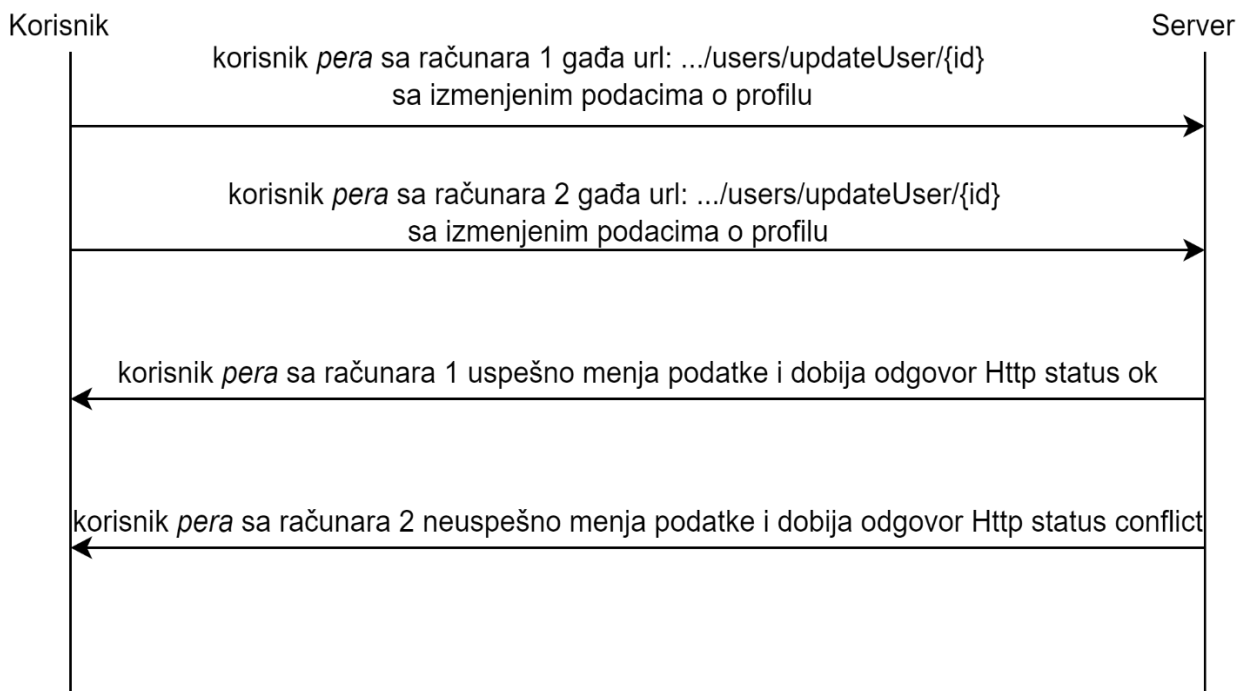 Korisnik
Server
korisnik pera sa računara 1 gađa url: .../users/updateUser/{id}
sa izmenjenim podacima o profilu
korisnik pera sa računara 2 gađa url: .../users/updateUser/{id}
sa izmenjenim podacima o profilu
korisnik pera sa računara 1 uspešno menja podatke i dobija odgovor Http status ok
korisnik pera sa računara 2 neuspešno menja podatke i dobija odgovor Http status conflict